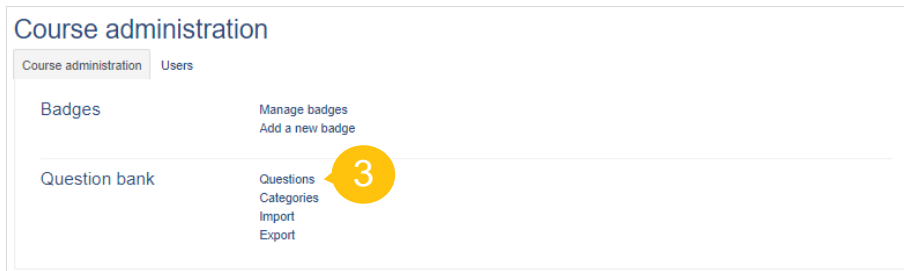 Course administration
Course administration Users
Badges Manage badges
Add a new badge
Question bank Questions 3
Categories
Import
Export